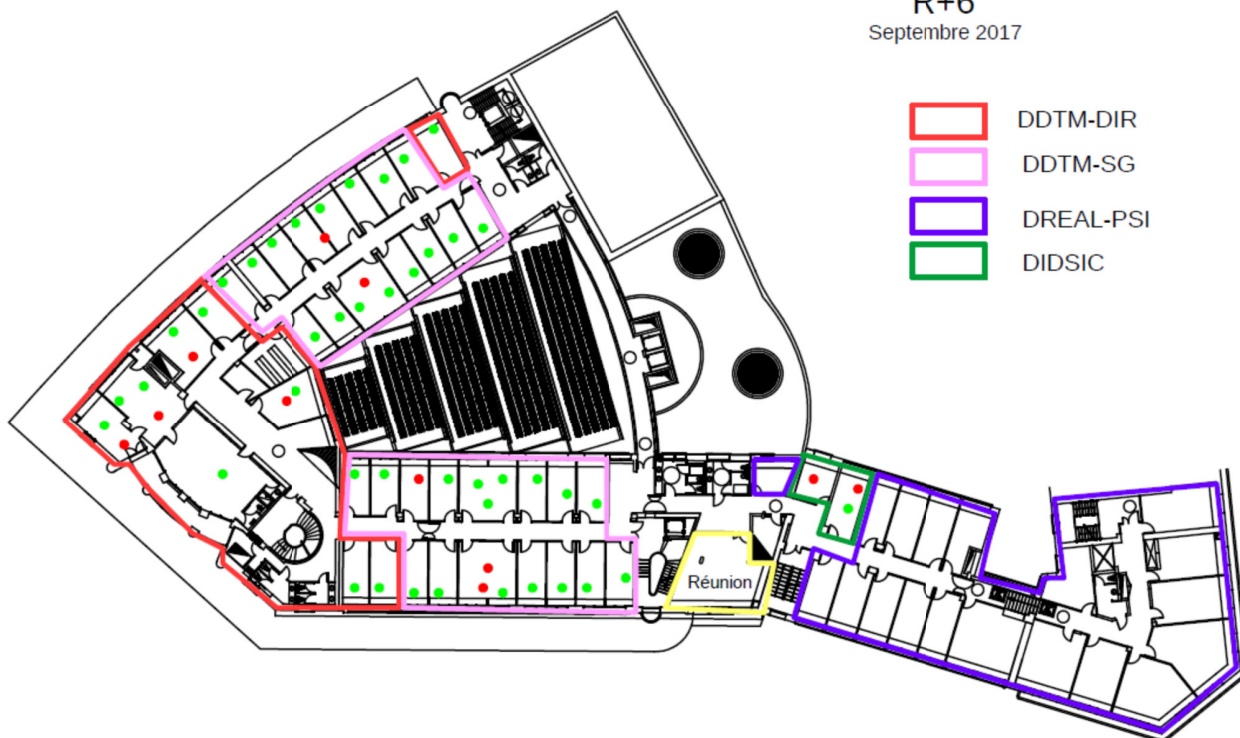 R+6
Septembre 2017
DDTM-DIR
DDTM-SG
DREAL-PSI
DIDSIC
Réunion